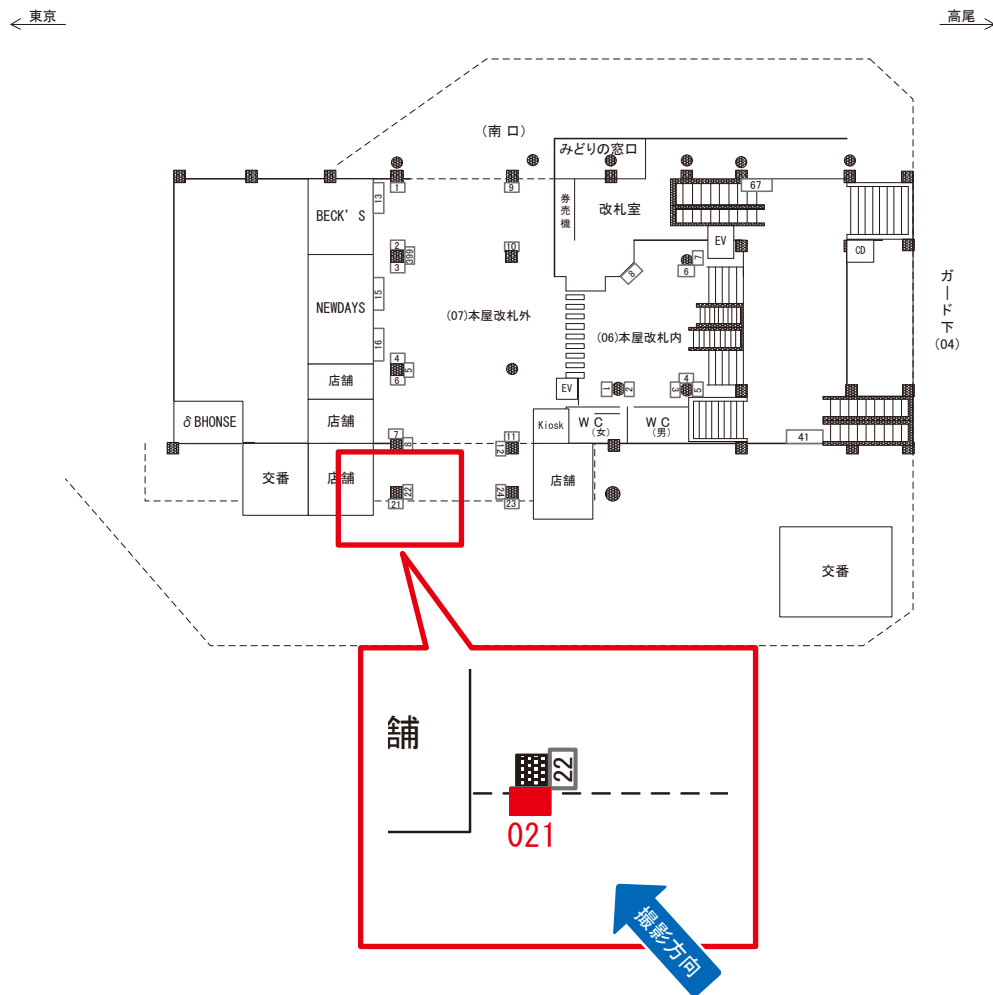 東京
高尾
(南 口)
みどりの窓口
1
9
67
13
BECK'S
券売機
改札室
2
399
3
10
EV
7
6
8
CD
15
NEWDAYS
(07)本屋改札外
(06)本屋改札内
ガード下
(04)
16
4
5
6
店舗
EV
1
2
4
3
5
δBHONSE
店舗
Kiosk
WC
(女)
WC
(男)
7
8
11
12
41
交番
店舗
22
21
24
23
店舗
交番
舗
22
021
撮影方向